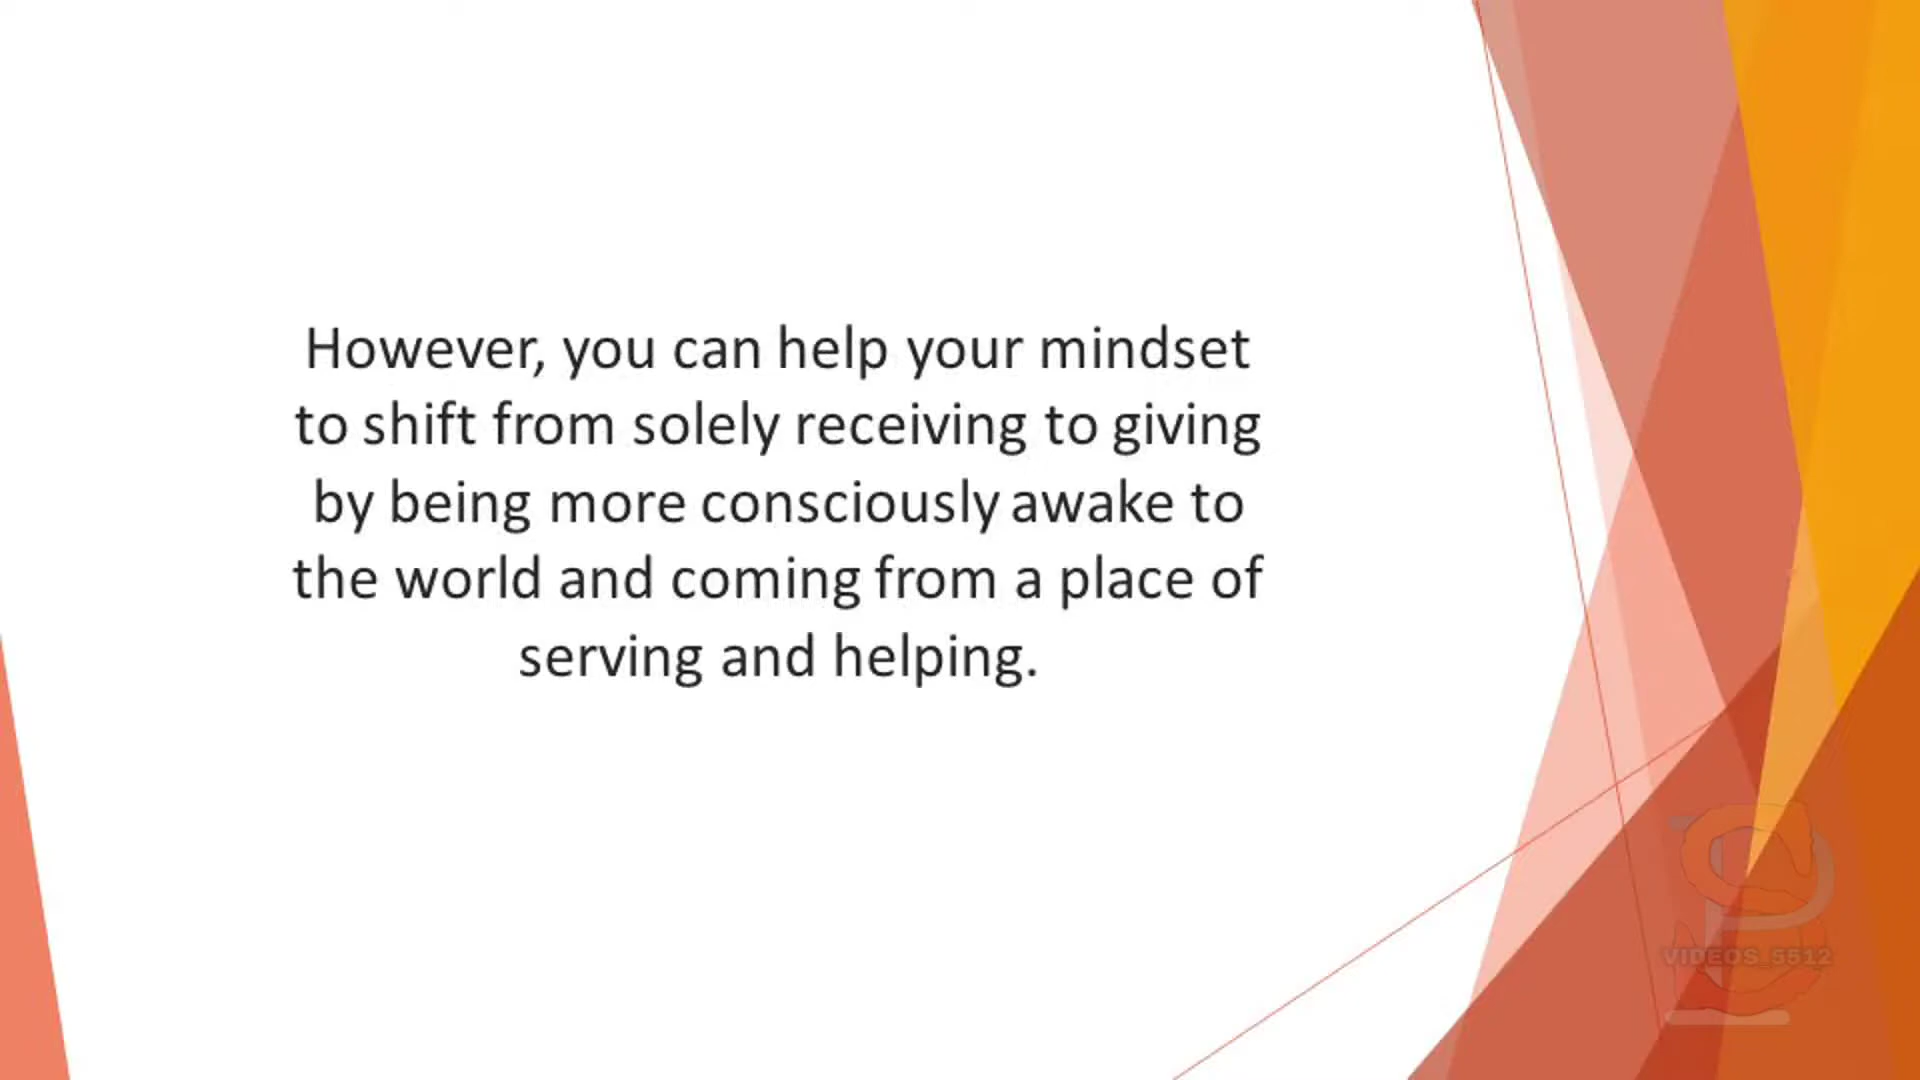 However, you can help your mindset
to shift from solely receiving to giving
by being more consciously awake to
the world and coming from a place of
serving and helping.
VIDEOS_5512